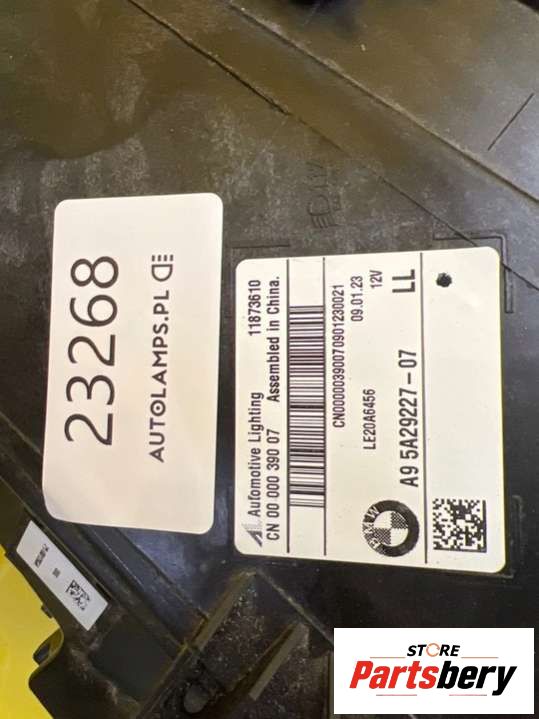 23268
AUTOLAMPS.PL
Automotive Lighting 11873610
CN 00 000 390 07 Assembled in China.
CN00000390070901230021
LE20A6456 09.01.23
12V
BMW
A9 5A29227-07 LL
STORE
Partsbery